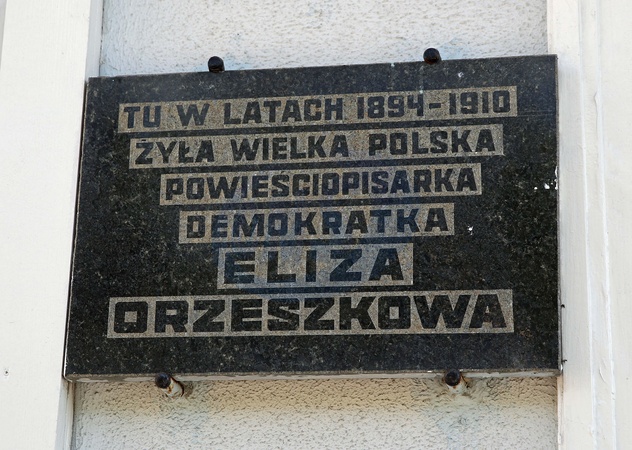 TU W LATACH 1894-1910
ŻYŁA WIELKA POLSKA
POWIEŚCIOPISARKA
DEMOKRATKA
ELIZA
ORZESZKOWA